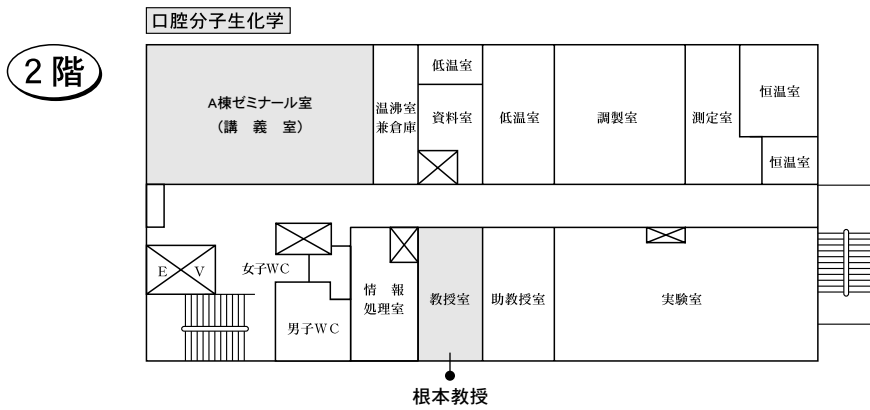 口腔分子生化学
2階
A棟ゼミナール室
（講 義 室）
温沸室
兼倉庫
低温室
資料室
低温室
調製室
測定室
恒温室
恒温室
E V
女子WC
男子WC
情 報
処理室
教授室
助教授室
実験室
根本教授